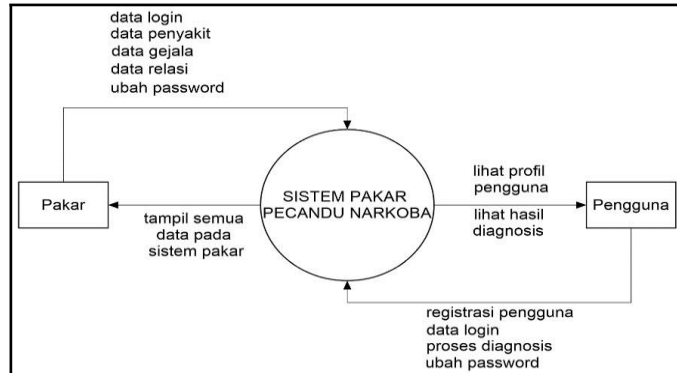 data login
data penyakit
data gejala
data relasi
ubah password
Pakar
tampil semua
data pada
sistem pakar
SISTEM PAKAR
PECANDU NARKOBA
lihat profil
pengguna
lihat hasil
diagnosis
Pengguna
registrasi pengguna
data login
proses diagnosis
ubah password